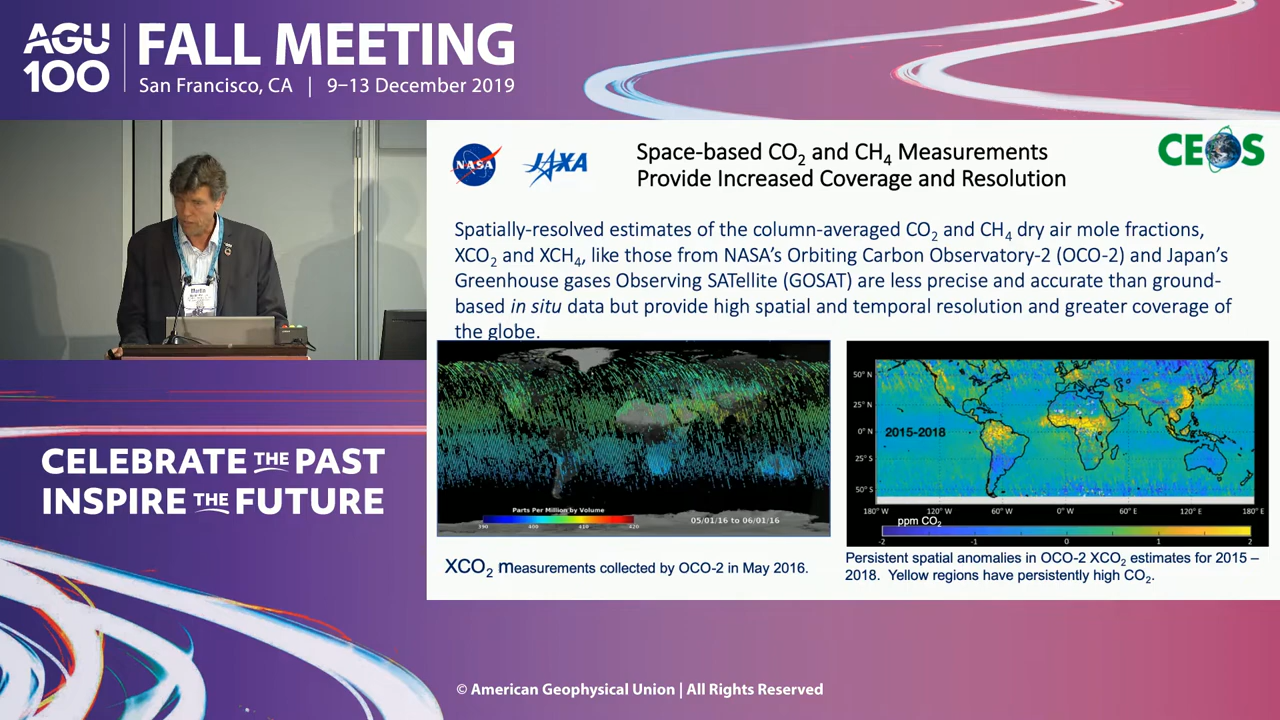 AGU
100
FALL MEETING
San Francisco, CA | 9–13 December 2019
NASA
JAXA
Space-based CO₂ and CH₄ Measurements
Provide Increased Coverage and Resolution
CEOS
Spatially-resolved estimates of the column-averaged CO₂ and CH₄ dry air mole fractions,
XCO₂ and XCH₄, like those from NASA's Orbiting Carbon Observatory-2 (OCO-2) and Japan's
Greenhouse gases Observing SATellite (GOSAT) are less precise and accurate than ground-
based in situ data but provide high spatial and temporal resolution and greater coverage of
the globe.
Parts Per Million by Volume
390 400 410 420
05/01/16 to 06/01/16
50° N
25° N
0° N
25° S
50° S
2015-2018
180° W 120° W 60° W 0° W 60° E 120° E 180° E
ppm CO₂
-2 -1 0 1 2
XCO₂ measurements collected by OCO-2 in May 2016.
Persistent spatial anomalies in OCO-2 XCO₂ estimates for 2015 –
2018. Yellow regions have persistently high CO₂.
CELEBRATE THE PAST
INSPIRE THE FUTURE
© American Geophysical Union | All Rights Reserved